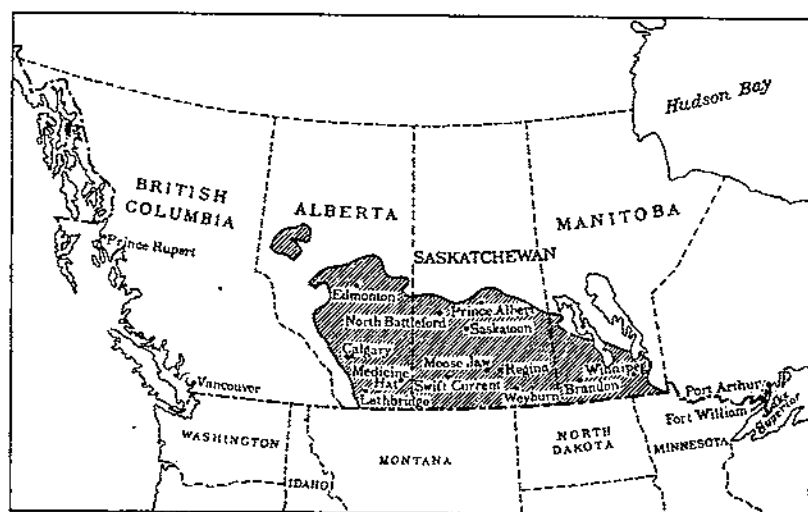 Hudson Bay
BRITISH
COLUMBIA
ALBERTA
MANITOBA
Prince Rupert
SASKATCHEWAN
Edmonton
Prince Albert
North Battleford
Saskatoon
Calgary
Moose Jaw
Regina
Winnipeg
Medicine
Hat
Swift Current
Brandon
Vancouver
Lethbridge
Weyburn
Port Arthur
Fort William
Lake
Superior
WASHINGTON
MONTANA
NORTH
DAKOTA
MINNESOTA
IDAHO